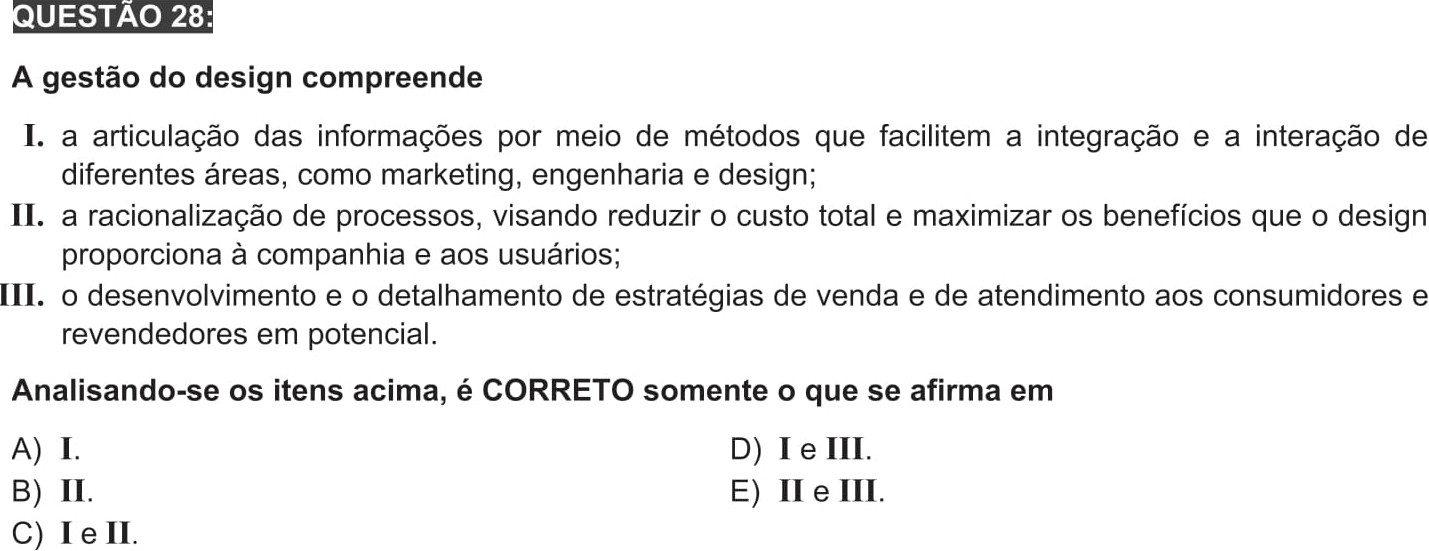 QUESTÃO 28:
A gestão do design compreende
I. a articulação das informações por meio de métodos que facilitem a integração e a interação de
diferentes áreas, como marketing, engenharia e design;
II. a racionalização de processos, visando reduzir o custo total e maximizar os benefícios que o design
proporciona à companhia e aos usuários;
III. o desenvolvimento e o detalhamento de estratégias de venda e de atendimento aos consumidores e
revendedores em potencial.
Analisando-se os itens acima, é CORRETO somente o que se afirma em
A) I.
B) II.
C) I e II.
D) I e III.
E) II e III.